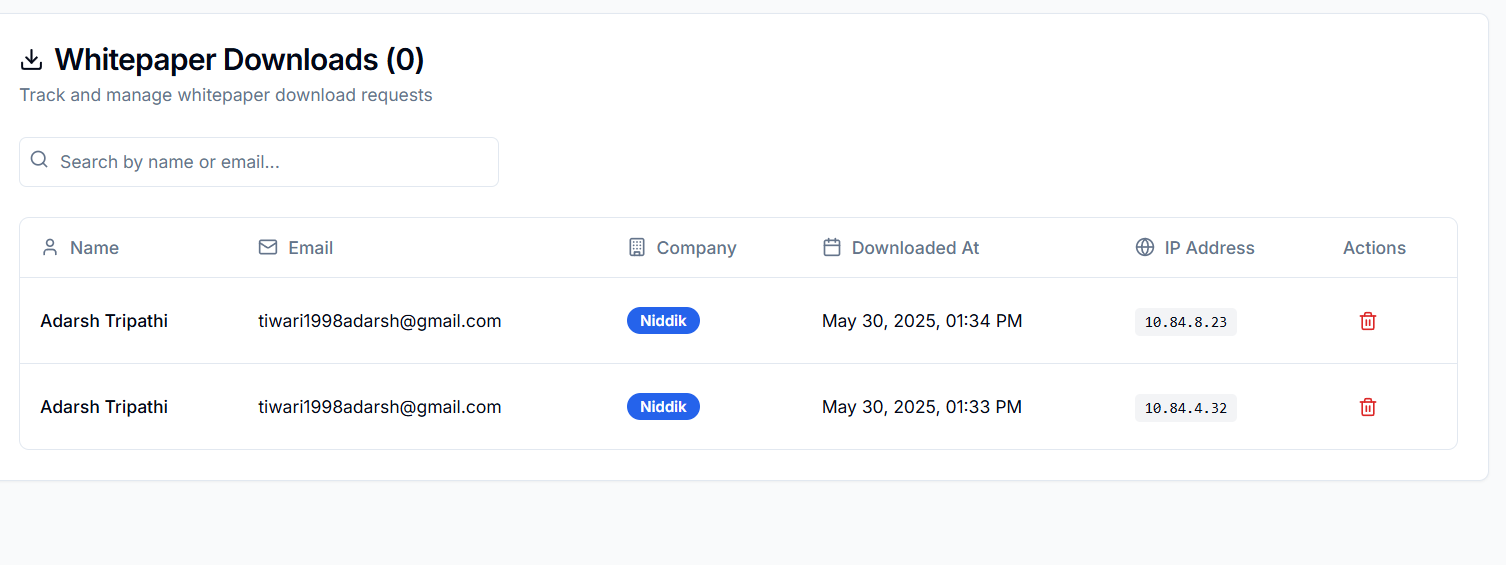 Whitepaper Downloads (0)
Track and manage whitepaper download requests
Search by name or email...
Name Email Company Downloaded At IP Address Actions
Adarsh Tripathi tiwari1998adarsh@gmail.com Niddik May 30, 2025, 01:34 PM 10.84.8.23
Adarsh Tripathi tiwari1998adarsh@gmail.com Niddik May 30, 2025, 01:33 PM 10.84.4.32